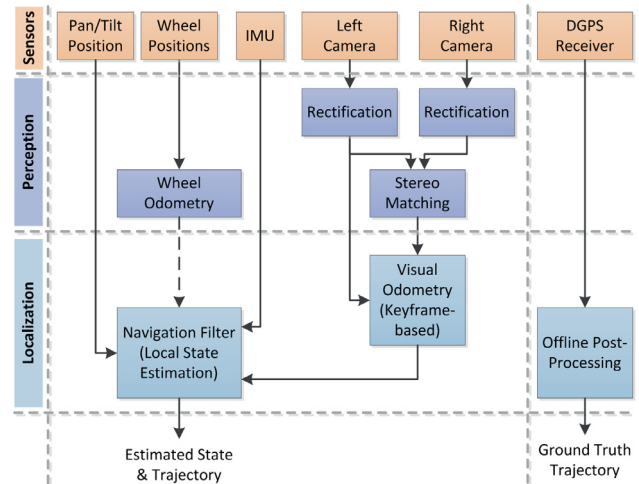 Sensors
Pan/Tilt
Position
Wheel
Positions
IMU
Left
Camera
Right
Camera
DGPS
Receiver
Perception
Rectification
Rectification
Wheel
Odometry
Stereo
Matching
Localization
Visual
Odometry
(Keyframe-
based)
Navigation Filter
(Local State
Estimation)
Offline Post-
Processing
Estimated State
& Trajectory
Ground Truth
Trajectory